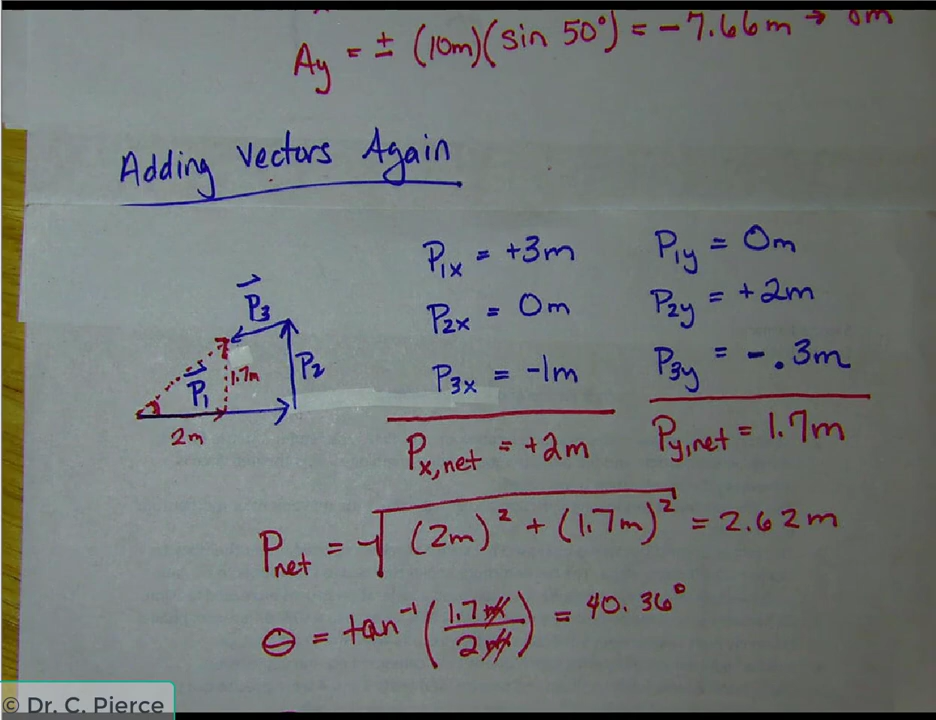 Ay = ± (10m)(sin 50°) = -7.66m → 0m
Adding Vectors Again
P1x = +3m
P1y = 0m
P2x = 0m
P2y = +2m
P3x = -1m
P3y = -.3m
Px,net = +2m
Py,net = 1.7m
P3
P2
P1
1.7m
2m
Pnet = √(2m)² + (1.7m)² = 2.62m
θ = tan⁻¹ (1.7m/2m) = 40.36°
© Dr. C. Pierce